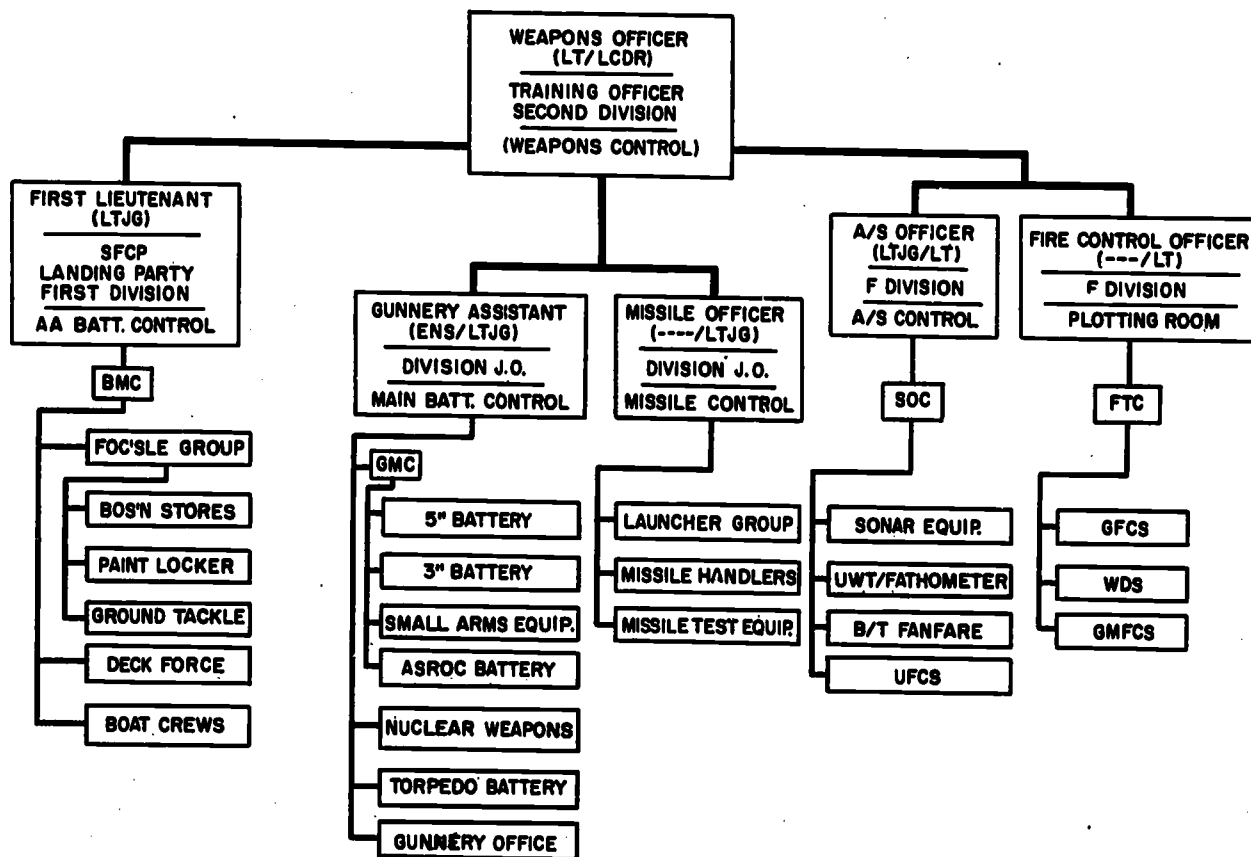 WEAPONS OFFICER
(LT/LCDR)
TRAINING OFFICER
SECOND DIVISION
(WEAPONS CONTROL)
FIRST LIEUTENANT
(LTJG)
SFCP
LANDING PARTY
FIRST DIVISION
AA BATT. CONTROL
BMC
FOC'SLE GROUP
BOS'N STORES
PAINT LOCKER
GROUND TACKLE
DECK FORCE
BOAT CREWS
GUNNERY ASSISTANT
(ENS/LTJG)
DIVISION J.O.
MAIN BATT. CONTROL
GMC
5" BATTERY
3" BATTERY
SMALL ARMS EQUIP.
ASROC BATTERY
NUCLEAR WEAPONS
TORPEDO BATTERY
GUNNERY OFFICE
MISSILE OFFICER
(----/LTJG)
DIVISION J.O.
MISSILE CONTROL
LAUNCHER GROUP
MISSILE HANDLERS
MISSILE TEST EQUIP.
A/S OFFICER
(LTJG/LT)
F DIVISION
A/S CONTROL
SOC
SONAR EQUIP.
UWT/FATHOMETER
B/T FANFARE
UFCS
FIRE CONTROL OFFICER
(---/LT)
F DIVISION
PLOTTING ROOM
FTC
GFCS
WDS
GMFCS